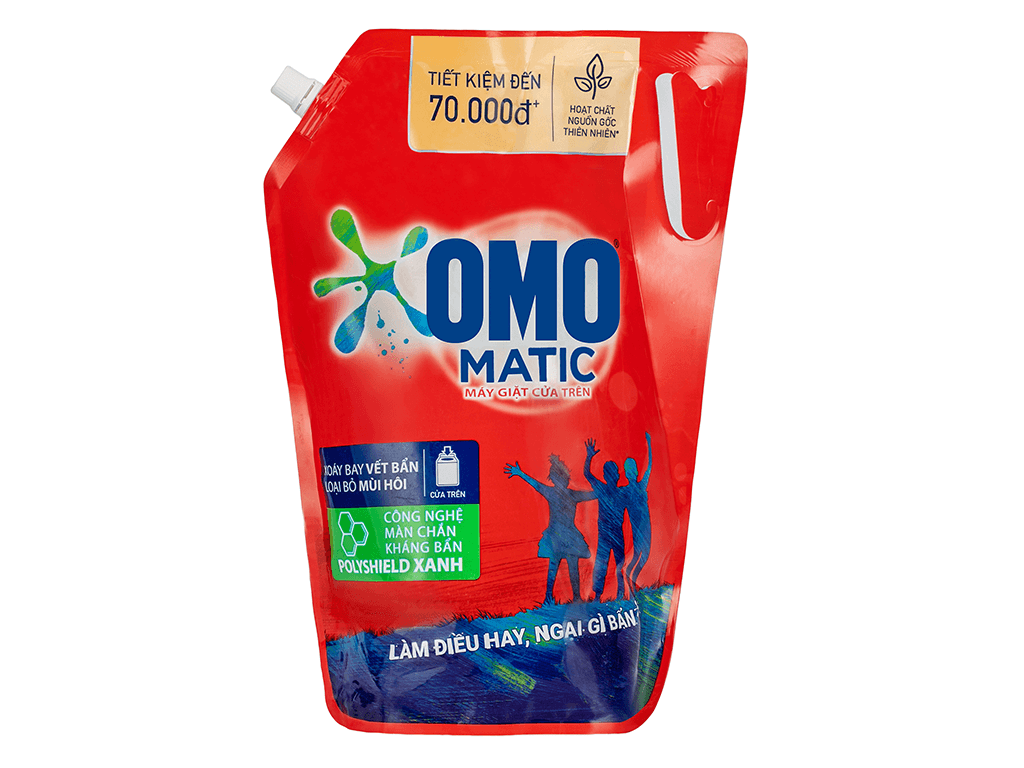 TIẾT KIỆM ĐẾN
70.000đ+
HOẠT CHẤT
NGUỒN GỐC
THIÊN NHIÊN*
OMO®
MATIC
MÁY GIẶT CỬA TRÊN
XOÁY BAY VẾT BẨN
LOẠI BỎ MÙI HÔI
CỬA TRÊN
CÔNG NGHỆ
MÀN CHẮN
KHÁNG BẨN
POLYSHIELD XANH
LÀM ĐIỀU HAY, NGẠI GÌ BẨN?